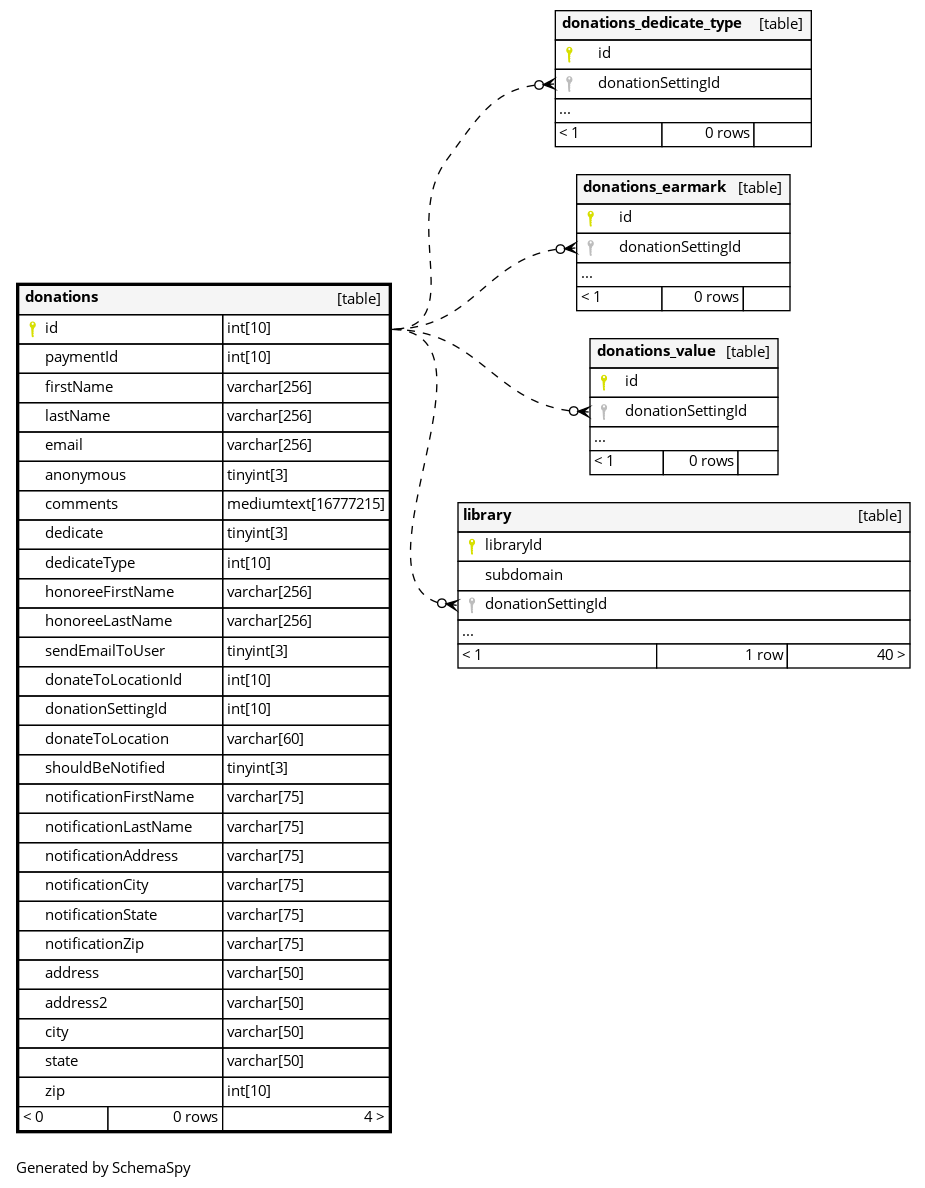 donations_dedicate_type [table]
id
donationSettingId
...
< 1 0 rows
donations_earmark [table]
id
donationSettingId
...
< 1 0 rows
donations [table]
id int[10]
paymentId int[10]
firstName varchar[256]
lastName varchar[256]
email varchar[256]
anonymous tinyint[3]
comments mediumtext[16777215]
dedicate tinyint[3]
dedicateType int[10]
honoreeFirstName varchar[256]
honoreeLastName varchar[256]
sendEmailToUser tinyint[3]
donateToLocationId int[10]
donationSettingId int[10]
donateToLocation varchar[60]
shouldBeNotified tinyint[3]
notificationFirstName varchar[75]
notificationLastName varchar[75]
notificationAddress varchar[75]
notificationCity varchar[75]
notificationState varchar[75]
notificationZip varchar[75]
address varchar[50]
address2 varchar[50]
city varchar[50]
state varchar[50]
zip int[10]
< 0 0 rows 4 >
donations_value [table]
id
donationSettingId
...
< 1 0 rows
library [table]
libraryId
subdomain
donationSettingId
...
< 1 1 row 40 >
Generated by SchemaSpy